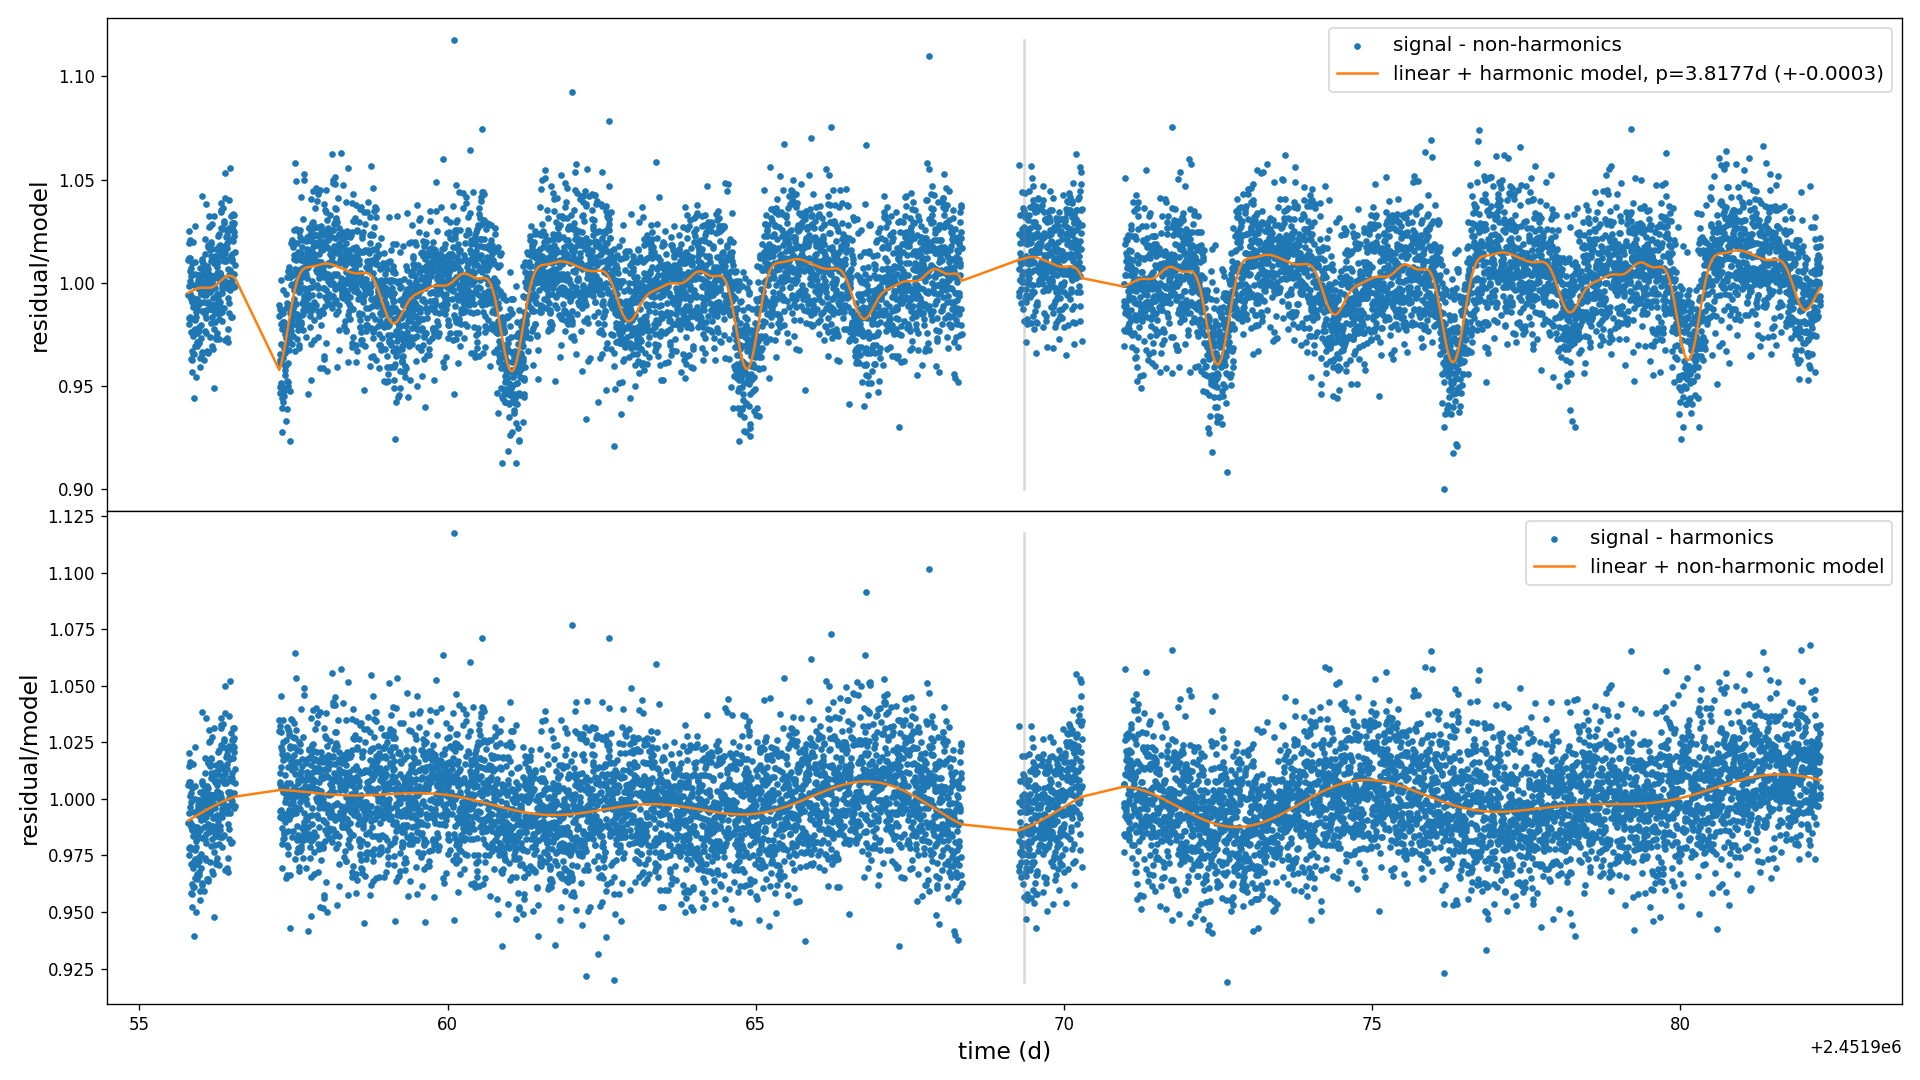 signal - non-harmonics
linear + harmonic model, p=3.8177d (+-0.0003)
1.10
1.05
1.00
0.95
0.90
residual/model
signal - harmonics
linear + non-harmonic model
1.125
1.100
1.075
1.050
1.025
1.000
0.975
0.950
0.925
residual/model
55
60
65
70
75
80
time (d)
+2.4519e6